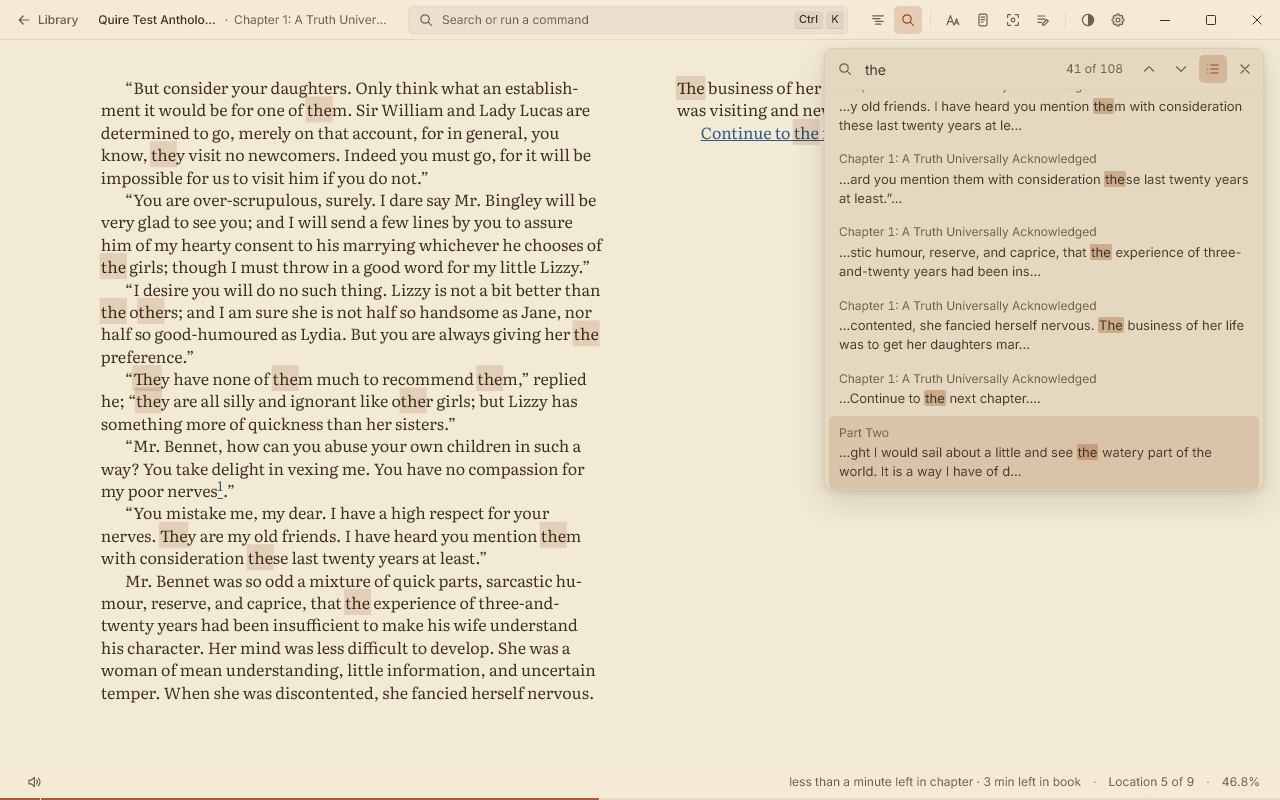 Library
Quire Test Antholo... · Chapter 1: A Truth Univer...
Search or run a command
Ctrl K
“But consider your daughters. Only think what an establish-
ment it would be for one of them. Sir William and Lady Lucas are
determined to go, merely on that account, for in general, you
know, they visit no newcomers. Indeed you must go, for it will be
impossible for us to visit him if you do not.”
“You are over-scrupulous, surely. I dare say Mr. Bingley will be
very glad to see you; and I will send a few lines by you to assure
him of my hearty consent to his marrying whichever he chooses of
the girls; though I must throw in a good word for my little Lizzy.”
“I desire you will do no such thing. Lizzy is not a bit better than
the others; and I am sure she is not half so handsome as Jane, nor
half so good-humoured as Lydia. But you are always giving her the
preference.”
“They have none of them much to recommend them,” replied
he; “they are all silly and ignorant like other girls; but Lizzy has
something more of quickness than her sisters.”
“Mr. Bennet, how can you abuse your own children in such a
way? You take delight in vexing me. You have no compassion for
my poor nerves1.”
“You mistake me, my dear. I have a high respect for your
nerves. They are my old friends. I have heard you mention them
with consideration these last twenty years at least.”
Mr. Bennet was so odd a mixture of quick parts, sarcastic hu-
mour, reserve, and caprice, that the experience of three-and-
twenty years had been insufficient to make his wife understand
his character. Her mind was less difficult to develop. She was a
woman of mean understanding, little information, and uncertain
temper. When she was discontented, she fancied herself nervous.
The business of her
was visiting and
Continue to the
the
41 of 108
...y old friends. I have heard you mention them with consideration
these last twenty years at le...
Chapter 1: A Truth Universally Acknowledged
...ard you mention them with consideration these last twenty years
at least.”...
Chapter 1: A Truth Universally Acknowledged
...stic humour, reserve, and caprice, that the experience of three-
and-twenty years had been ins...
Chapter 1: A Truth Universally Acknowledged
...contented, she fancied herself nervous. The business of her life
was to get her daughters mar...
Chapter 1: A Truth Universally Acknowledged
...Continue to the next chapter....
Part Two
...ght I would sail about a little and see the watery part of the
world. It is a way I have of d...
less than a minute left in chapter · 3 min left in book · Location 5 of 9 · 46.8%